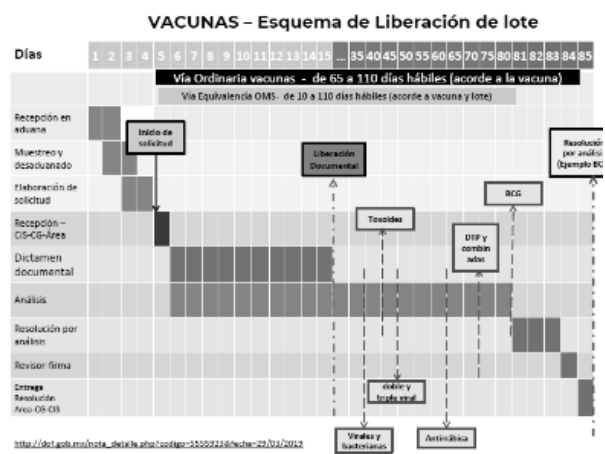 VACUNAS – Esquema de Liberación de lote
Días 1 2 3 4 5 6 7 8 9 10 11 12 13 14 15 ... 35 40 45 50 55 60 65 70 75 80 81 82 83 84 85
Vía Ordinaria vacunas - de 65 a 110 días hábiles (acorde a la vacuna)
Vía Equivalencia OMS- de 10 a 110 días hábiles (acorde a vacuna y lote)
Recepción en
aduana
Inicio de
solicitud
Muestreo y
desaduanado
Liberación
Documental
Resolución
por análisis
(Ejemplo BCG)
Elaboración de
solicitud
BCG
Recepción –
CIS-CG-Área
Toxoides
DTP y
combin
adas
Dictamen
documental
Análisis
Resolución por
análisis
Revisor-firma
Entrega
Resolución
Area-CG-CIS
doble y
triple viral
Virales y
bacterianas
Antirrábica
http://dof.gob.mx/nota_detalle.php?codigo=5555923&fecha=29/03/2019